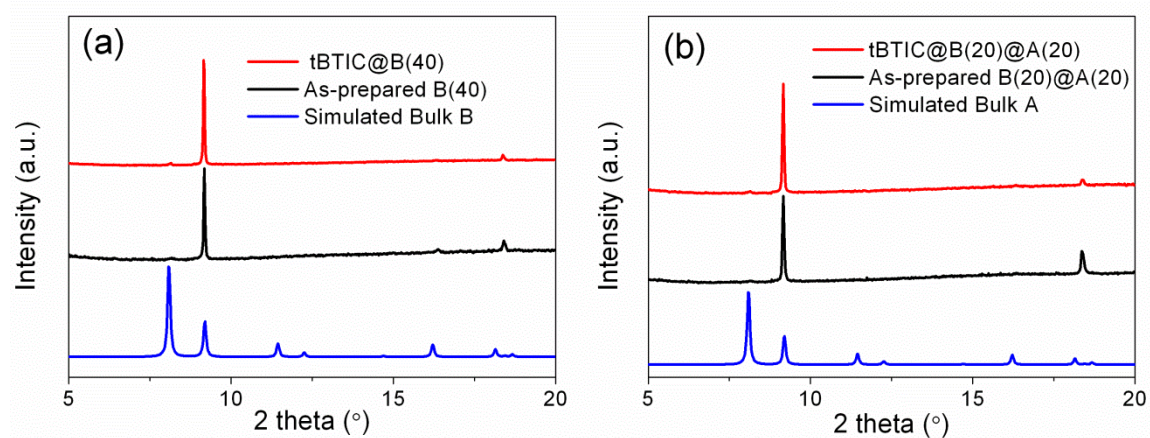 (a)
tBTIC@B(40)
As-prepared B(40)
Simulated Bulk B
Intensity (a.u.)
5 10 15 20
2 theta (°)
(b)
tBTIC@B(20)@A(20)
As-prepared B(20)@A(20)
Simulated Bulk A
Intensity (a.u.)
5 10 15 20
2 theta (°)